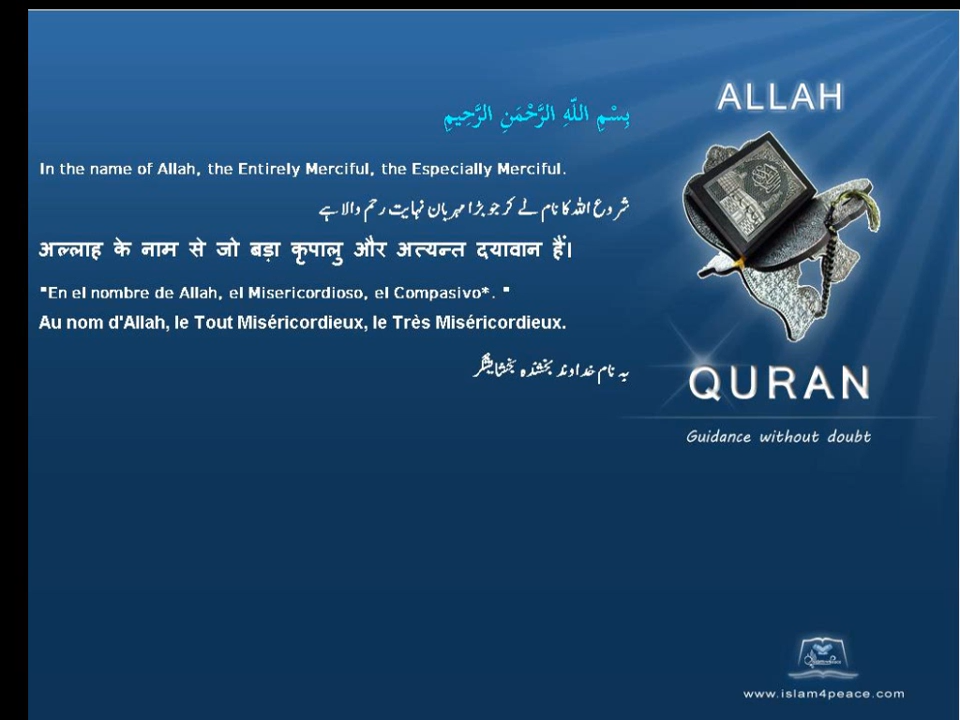 بِسْمِ اللَّهِ الرَّحْمَنِ الرَّحِيمِ
In the name of Allah, the Entirely Merciful, the Especially Merciful.
شروع اللہ کا نام لے کر جو بڑا مہربان نہایت رحم والا ہے
अल्लाह के नाम से जो बड़ा कृपालु और अत्यन्त दयावान हैं।
"En el nombre de Allah, el Misericordioso, el Compasivo*. "
Au nom d'Allah, le Tout Miséricordieux, le Très Miséricordieux.
به نام خداوند بخشنده بخشایشگر
ALLAH
QURAN
Guidance without doubt
www.islam4peace.com